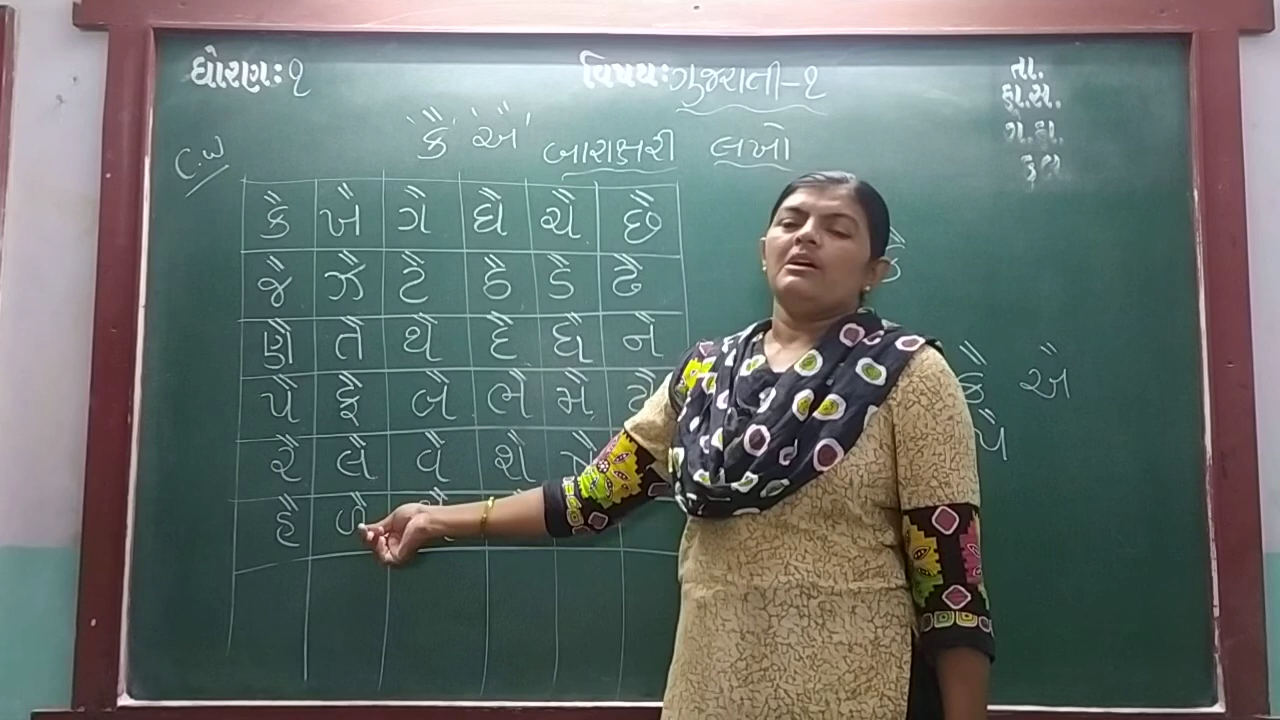 ધોરણ: ૧ વિષય: ગુજરાતી-૧ તા.
હા.સં.
ગે.હા.
કુલ
C.W "કૈ" "ઐ" બારાક્ષરી લખો
કૈ ખૈ ગૈ ઘૈ ચૈ છૈ
જૈ ઝૈ ટૈ ઠૈ ડૈ ઢૈ
ણૈ તૈ થૈ દૈ ધૈ નૈ
પૈ ફૈ બૈ ભૈ મૈ
રૈ લૈ વૈ શૈ
હૈ ળૈ
કૈ ઐ
પૈ